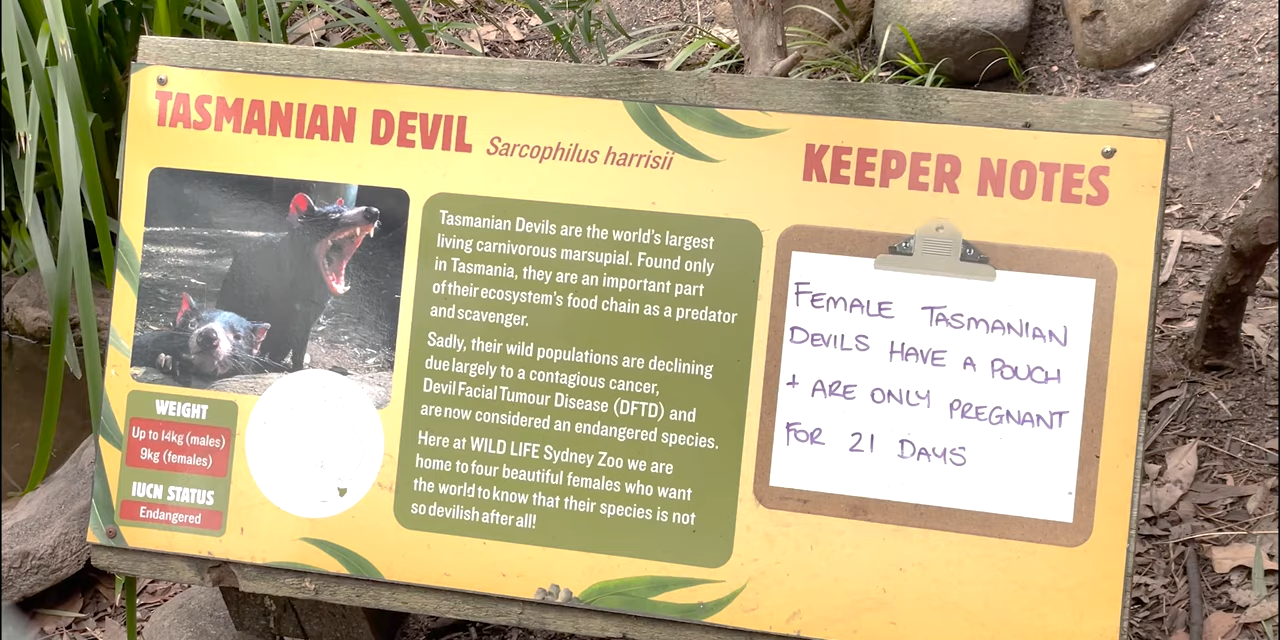 TASMANIAN DEVIL Sarcophilus harrisii
Tasmanian Devils are the world's largest
living carnivorous marsupial. Found only
in Tasmania, they are an important part
of their ecosystem's food chain as a predator
and scavenger.
Sadly, their wild populations are declining
due largely to a contagious cancer,
Devil Facial Tumour Disease (DFTD) and
are now considered an endangered species.
Here at WILD LIFE Sydney Zoo we are
home to four beautiful females who want
the world to know that their species is not
so devilish after all!
WEIGHT
Up to 14kg (males)
9kg (females)
IUCN STATUS
Endangered
KEEPER NOTES
FEMALE TASMANIAN
DEVILS HAVE A POUCH
+ ARE ONLY PREGNANT
FOR 21 DAYS